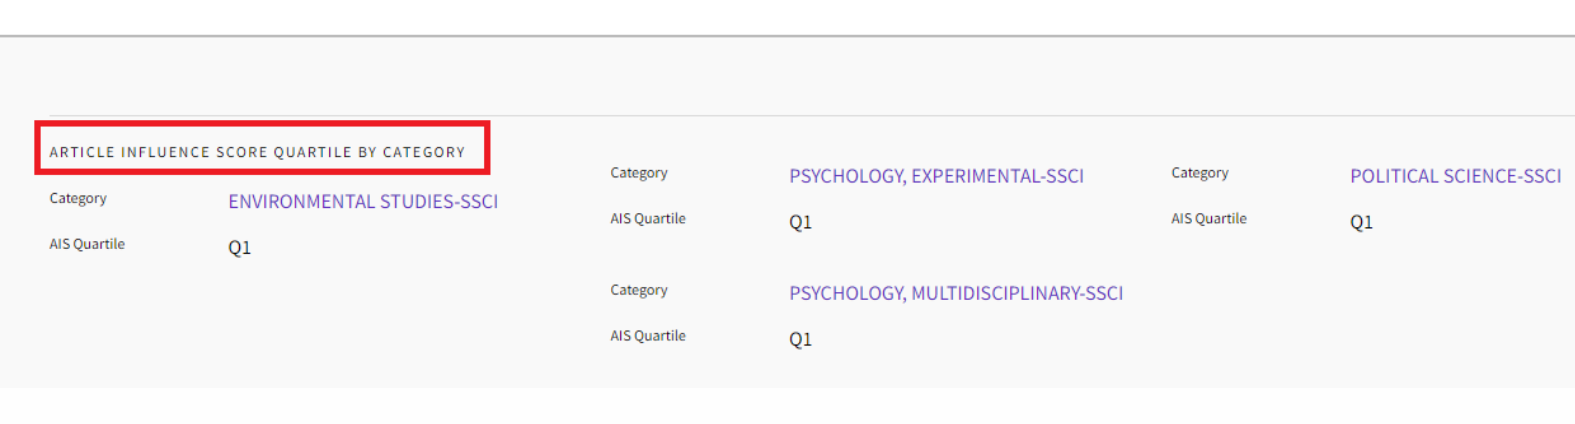 ARTICLE INFLUENCE SCORE QUARTILE BY CATEGORY
Category ENVIRONMENTAL STUDIES-SSCI
AIS Quartile Q1
Category PSYCHOLOGY, EXPERIMENTAL-SSCI
AIS Quartile Q1
Category PSYCHOLOGY, MULTIDISCIPLINARY-SSCI
AIS Quartile Q1
Category POLITICAL SCIENCE-SSCI
AIS Quartile Q1